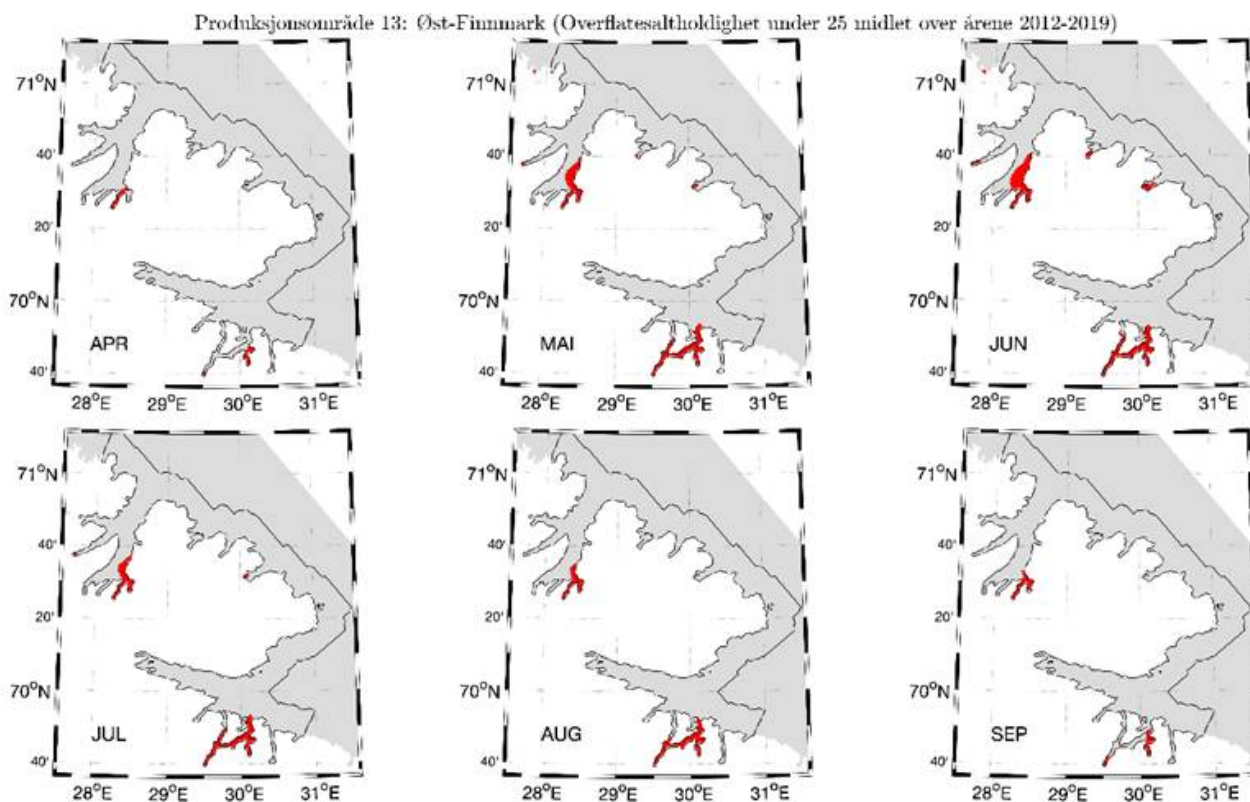 Produksjonsområde 13: Øst-Finnmark (Overflatesaltholdighet under 25 midlet over årene 2012-2019)
71°N 71°N 71°N
40' 40' 40'
20' 20' 20'
70°N 70°N 70°N
APR MAI JUN
40' 40' 40'
28°E 29°E 30°E 31°E 28°E 29°E 30°E 31°E 28°E 29°E 30°E 31°E
71°N 71°N 71°N
40' 40' 40'
20' 20' 20'
70°N 70°N 70°N
JUL AUG SEP
40' 40' 40'
28°E 29°E 30°E 31°E 28°E 29°E 30°E 31°E 28°E 29°E 30°E 31°E